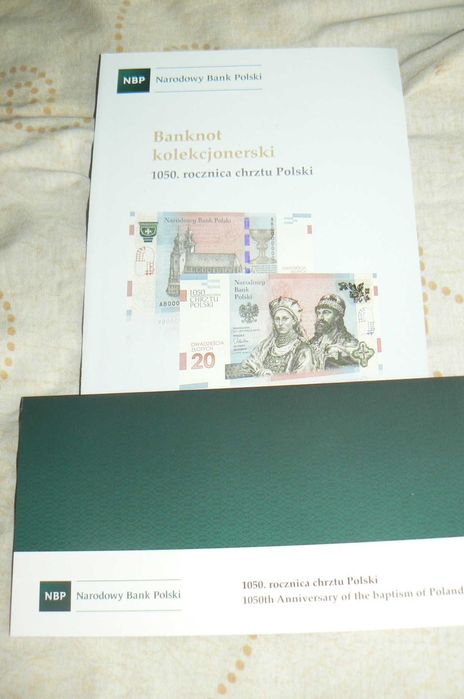 NBP Narodowy Bank Polski
Banknot
kolekcjonerski
1050. rocznica chrztu Polski
Narodowy Bank Polski
AB000
1050
CHRZTU
POLSKI
Narodowy
Bank
Polski
DWADZIEŚCIA
ZŁOTYCH
20
NBP Narodowy Bank Polski
1050. rocznica chrztu Polski
1050th Anniversary of the baptism of Poland